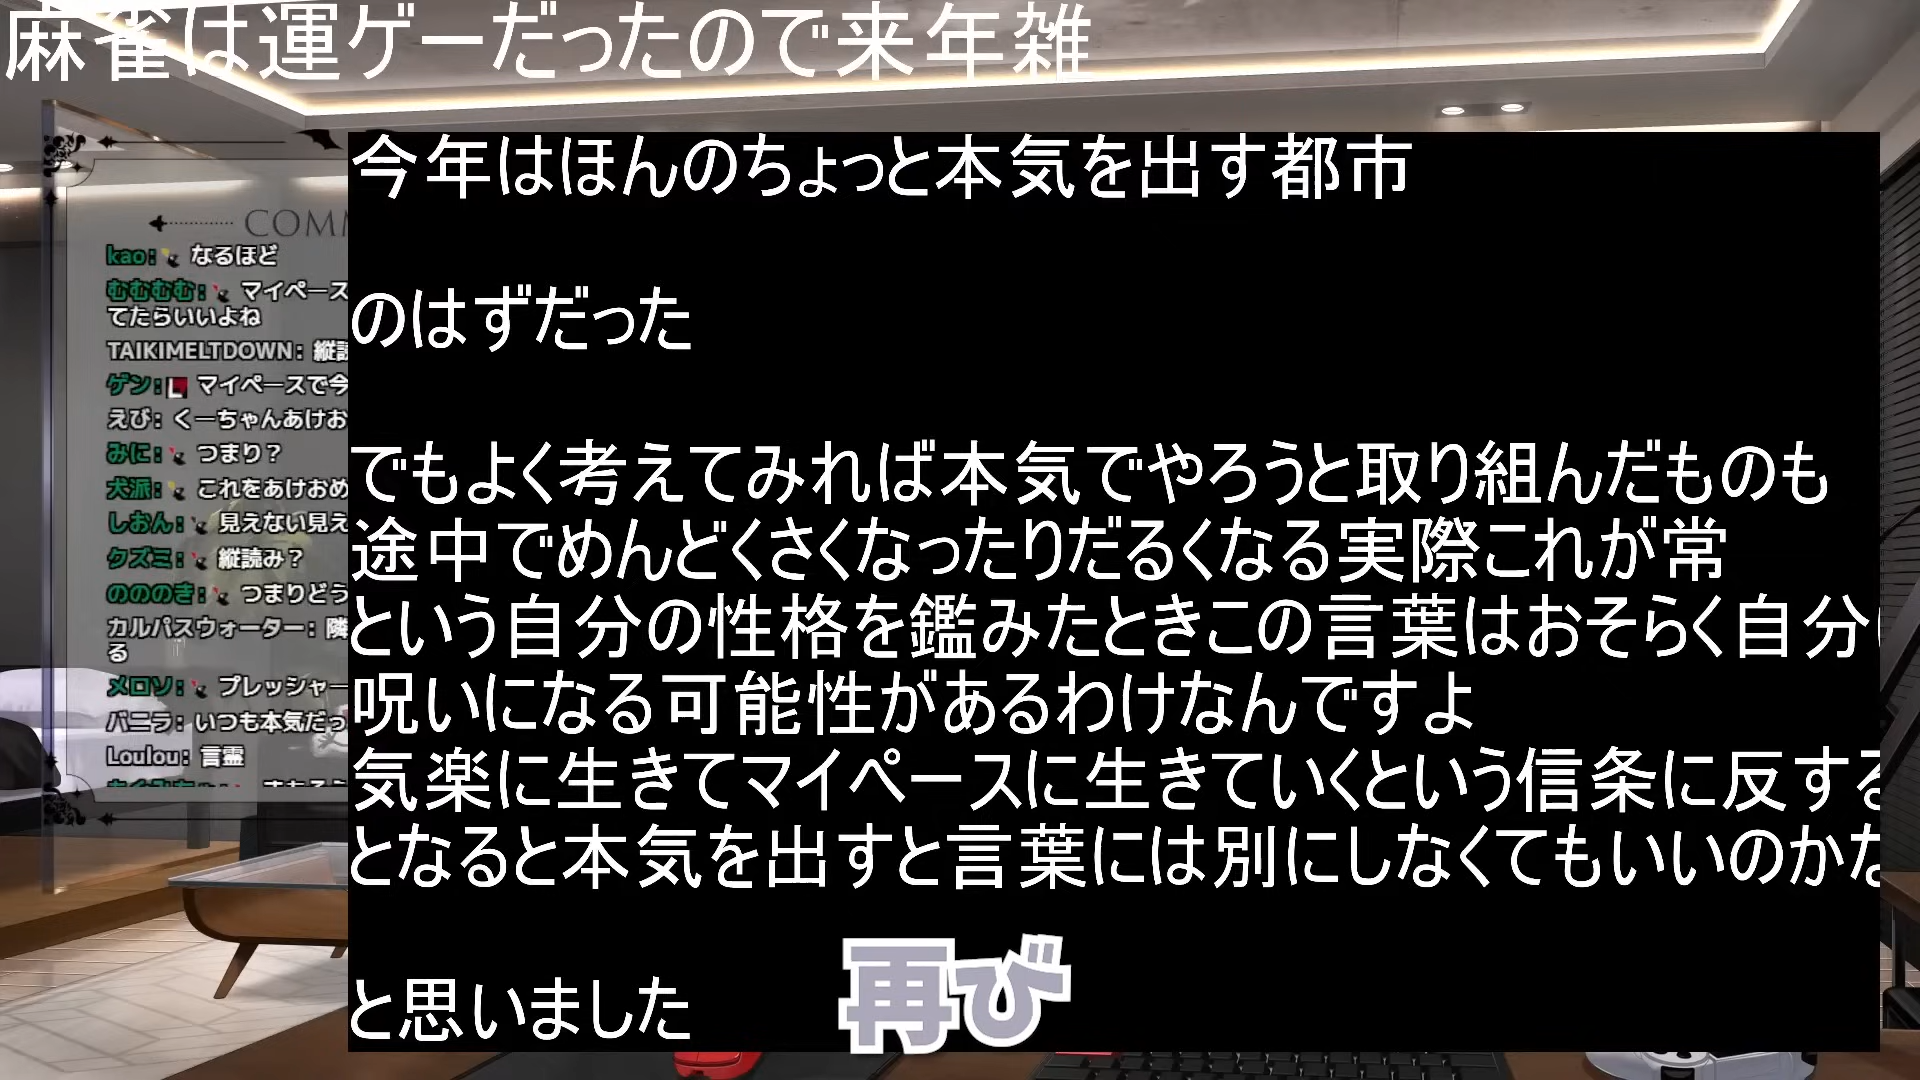 麻雀は運ゲーだったので来年雑
今年はほんのちょっと本気を出す都市
のはずだった
でもよく考えてみれば本気でやろうと取り組んだものも
途中でめんどくさくなったりだるくなる実際これが常
という自分の性格を鑑みたときこの言葉はおそらく自分
呪いになる可能性があるわけなんですよ
気楽に生きてマイペースに生きていくという信条に反する
となると本気を出すと言葉には別にしなくてもいいのかな
と思いました
再び
COMM
kao: なるほど
むむむむ: マイペース
てたらいいよね
TAIKIMELTDOWN: 縦読
ゲン: マイペースで今
えび: くーちゃんあけお
みに: つまり？
犬派: これをあけおめ
しおん: 見えない見え
クズミ: 縦読み？
のののき: つまりどう
カルパスウォーター: 隣
る
メロソ: プレッシャー
バニラ: いつも本気だっ
Loulou: 言霊